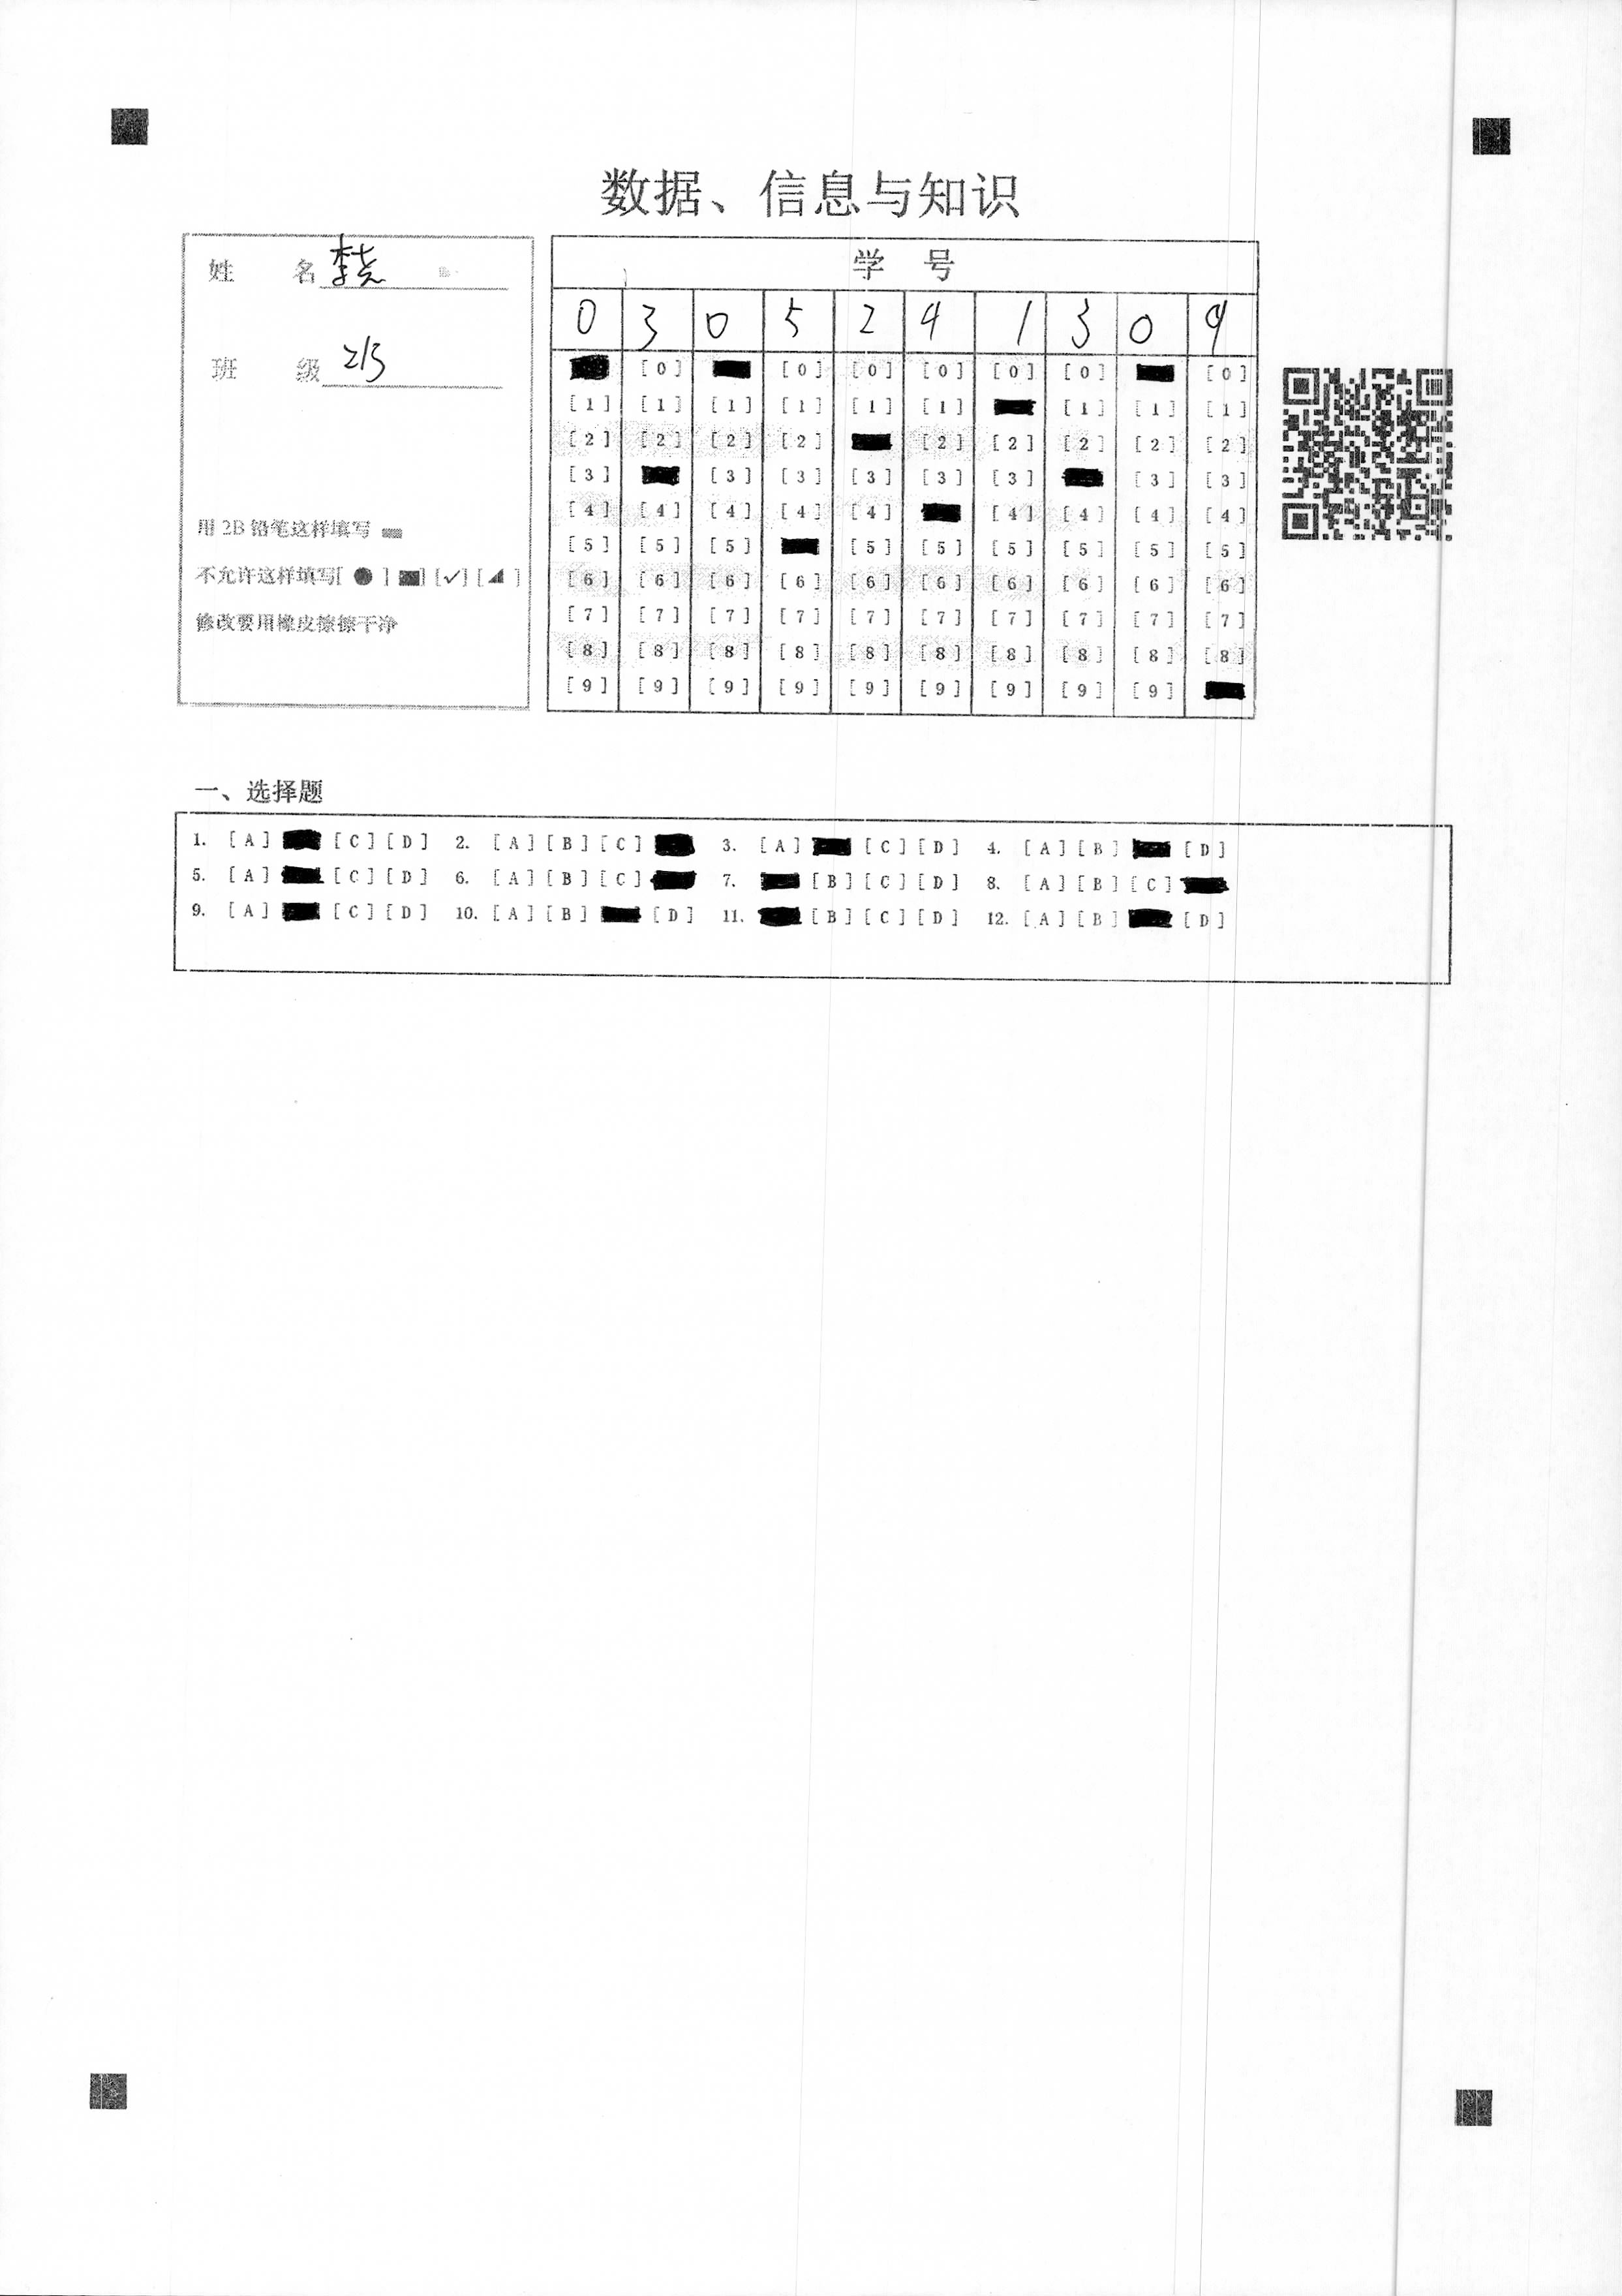 数据、信息与知识
姓 名 李尧
班 级 213
用 2B 铅笔这样填写
不允许这样填写[ ● ] ■] [✓] [◢ ]
修改要用橡皮擦擦干净
学 号
0 3 0 5 2 4 1 3 0 9
[0] [0] [0] [0] [0] [0] [0]
[1] [1] [1] [1] [1] [1] [1] [1] [1]
[2] [2] [2] [2] [2] [2] [2] [2] [2]
[3] [3] [3] [3] [3] [3] [3] [3]
[4] [4] [4] [4] [4] [4] [4] [4] [4]
[5] [5] [5] [5] [5] [5] [5] [5] [5]
[6] [6] [6] [6] [6] [6] [6] [6] [6] [6]
[7] [7] [7] [7] [7] [7] [7] [7] [7] [7]
[8] [8] [8] [8] [8] [8] [8] [8] [8] [8]
[9] [9] [9] [9] [9] [9] [9] [9] [9]
一、选择题
1. [A] [C] [D] 2. [A] [B] [C] 3. [A] [C] [D] 4. [A] [B] [D]
5. [A] [C] [D] 6. [A] [B] [C] 7. [B] [C] [D] 8. [A] [B] [C]
9. [A] [C] [D] 10. [A] [B] [D] 11. [B] [C] [D] 12. [A] [B] [D]